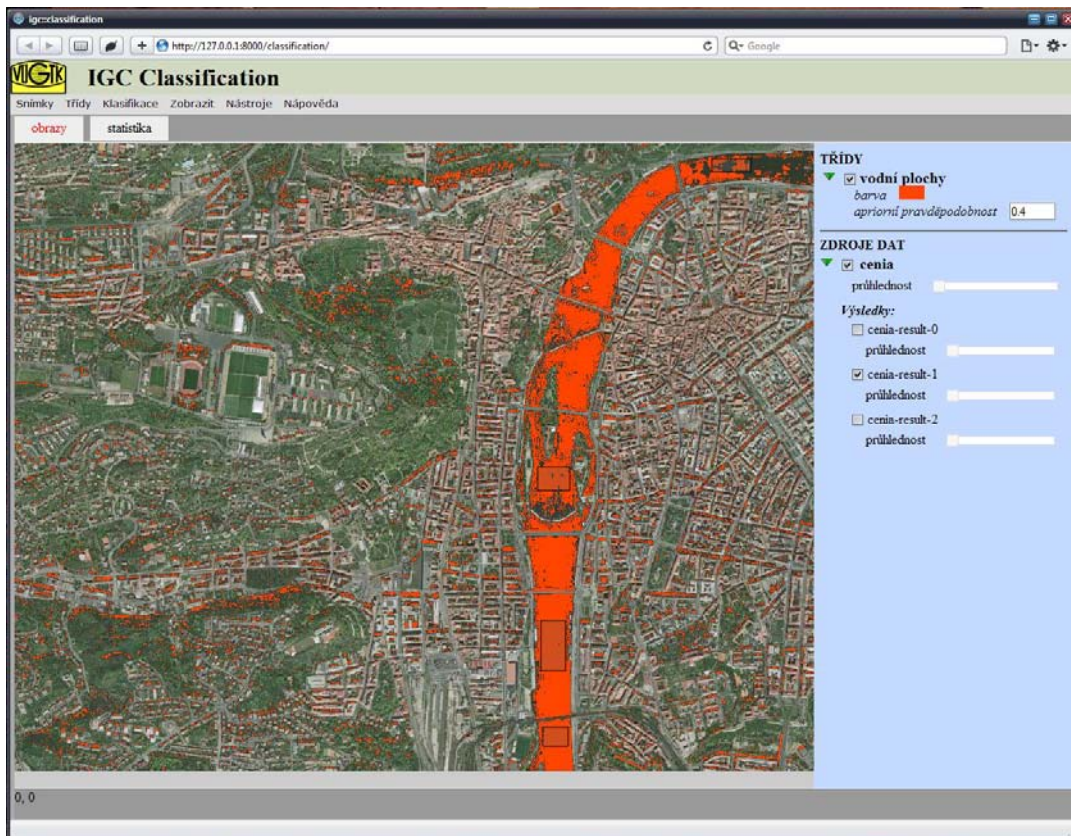 igc::classification
http://127.0.0.1:8000/classification/
Google
VÚGTK
IGC Classification
Snímky Třídy Klasifikace Zobrazit Nástroje Nápověda
obrazy statistika
TŘÍDY
vodní plochy
barva
apriorní pravděpodobnost 0.4
ZDROJE DAT
cenia
průhlednost
Výsledky:
cenia-result-0
průhlednost
cenia-result-1
průhlednost
cenia-result-2
průhlednost
0, 0